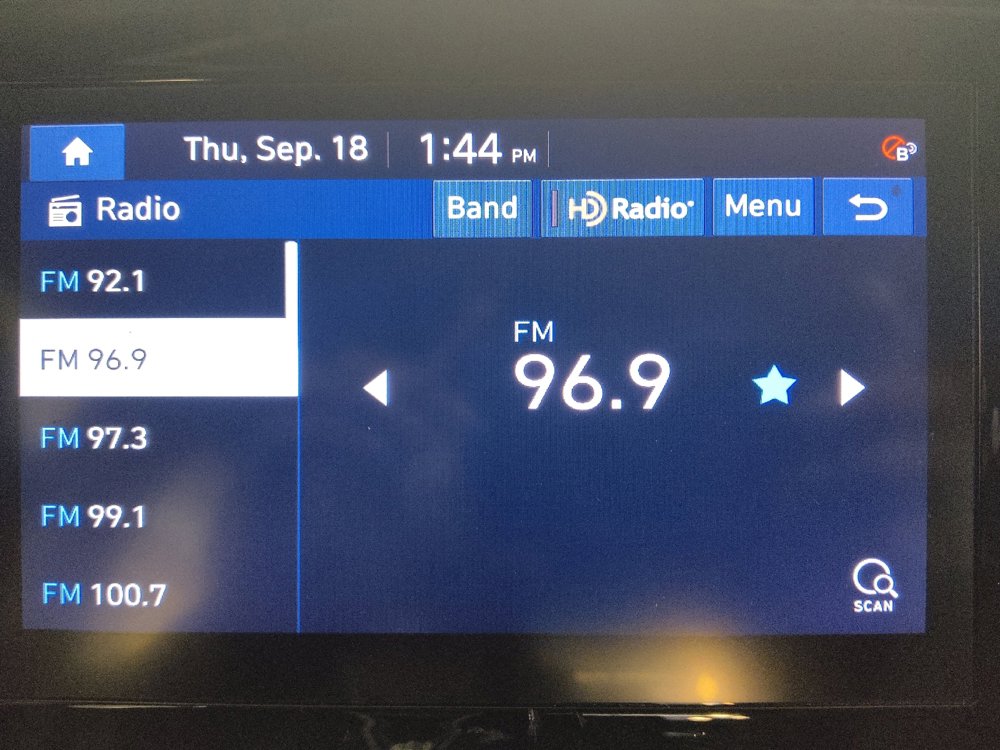 Thu, Sep. 18 1:44 PM B
Radio Band HD Radio Menu
FM 92.1
FM 96.9
FM 97.3
FM 99.1
FM 100.7
FM
96.9
SCAN